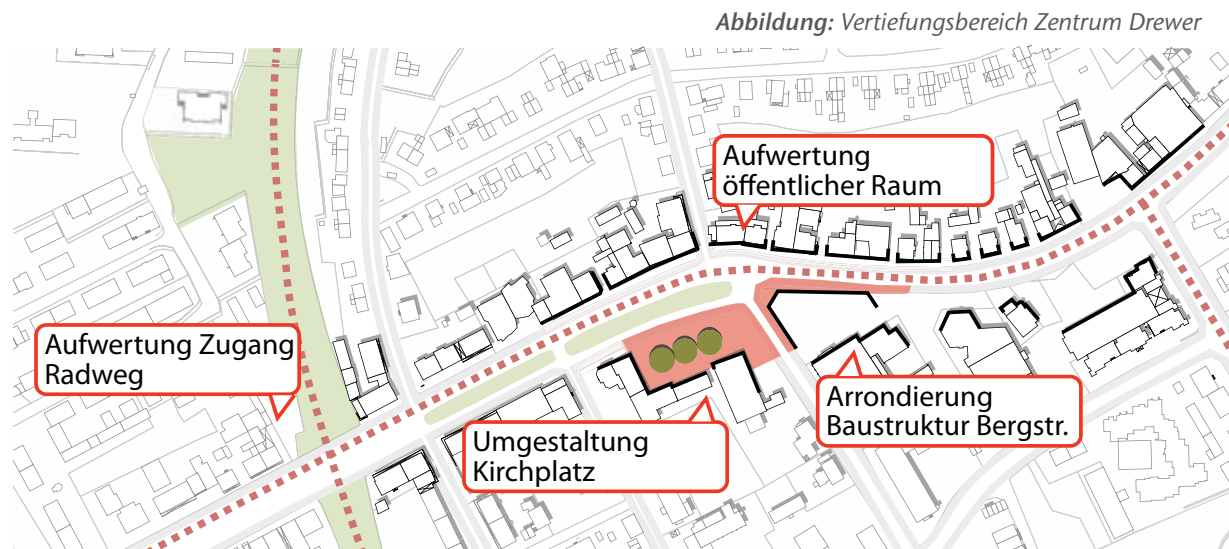 Abbildung: Vertiefungsbereich Zentrum Drewer
Aufwertung
öffentlicher Raum
Aufwertung Zugang
Radweg
Arrondierung
Baustruktur Bergstr.
Umgestaltung
Kirchplatz